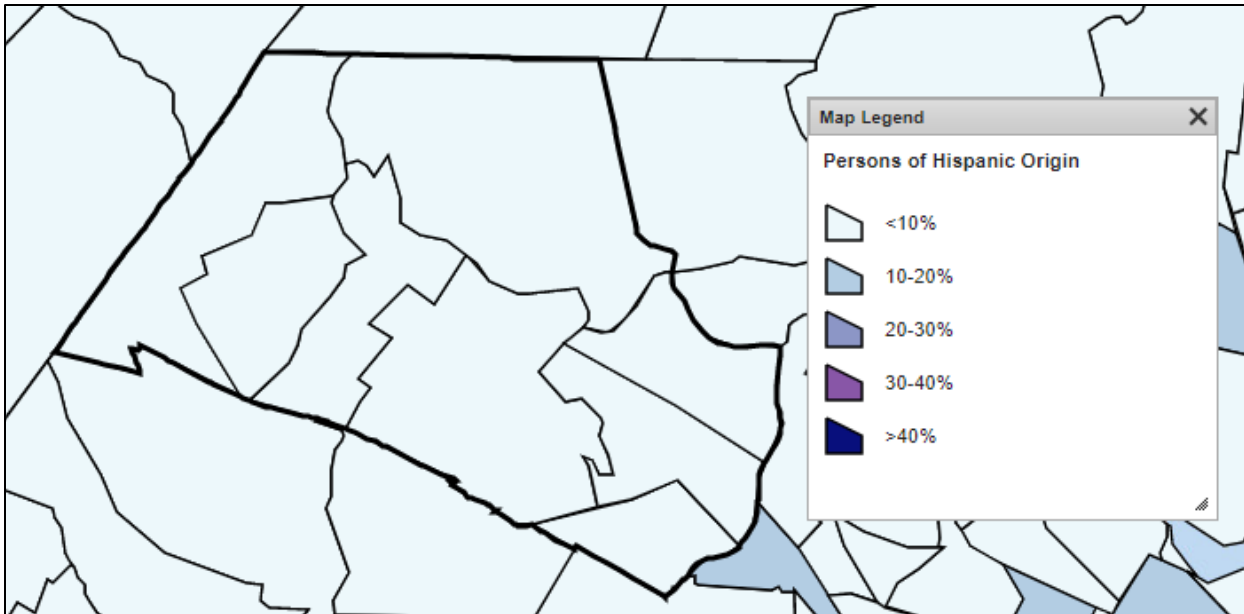 Map Legend
Persons of Hispanic Origin
<10%
10-20%
20-30%
30-40%
>40%